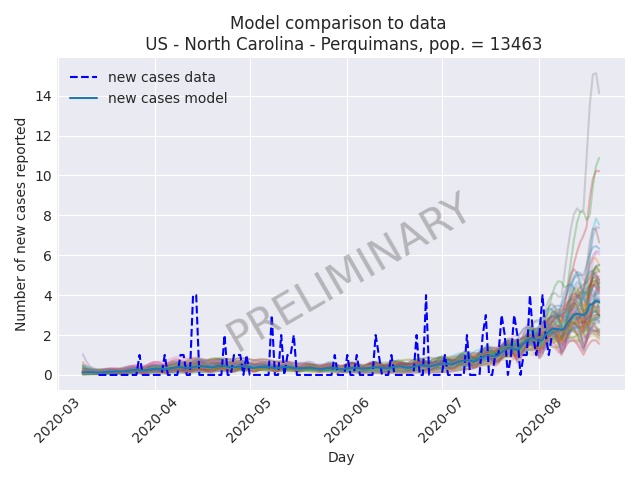 Model comparison to data
US - North Carolina - Perquimans, pop. = 13463
new cases data
new cases model
Number of new cases reported
14
12
10
8
6
4
2
0
PRELIMINARY
2020-03
2020-04
2020-05
2020-06
2020-07
2020-08
Day